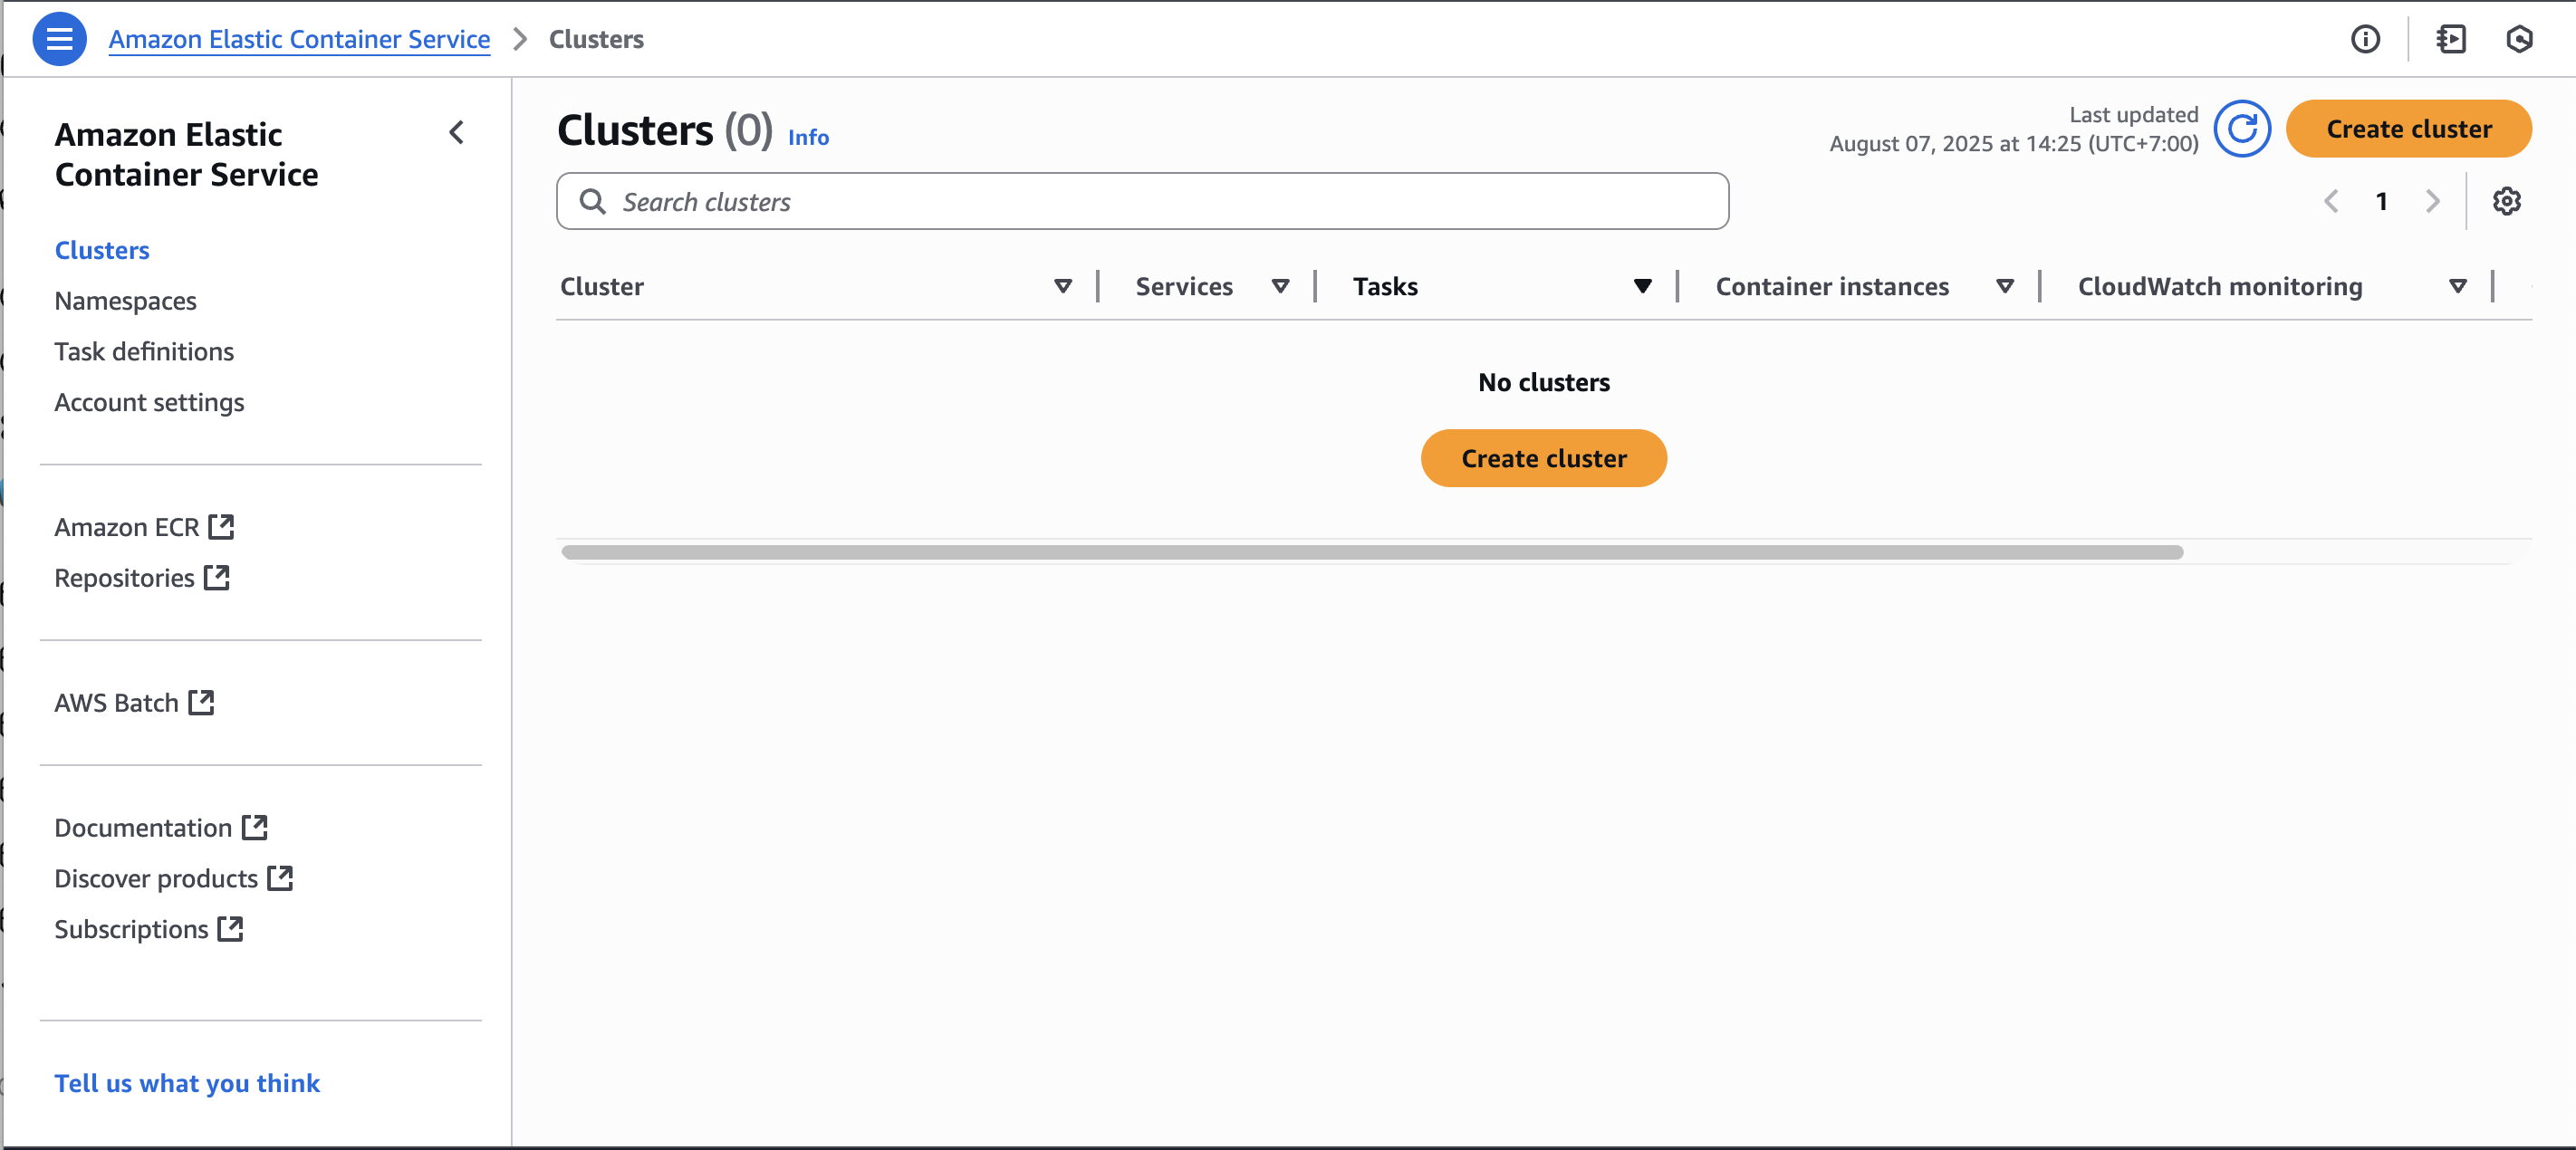 Amazon Elastic Container Service > Clusters
Amazon Elastic
Container Service
Clusters
Namespaces
Task definitions
Account settings
Amazon ECR
Repositories
AWS Batch
Documentation
Discover products
Subscriptions
Tell us what you think
Clusters (0) Info
Last updated
August 07, 2025 at 14:25 (UTC+7:00)
Create cluster
Search clusters
1
Cluster Services Tasks Container instances CloudWatch monitoring
No clusters
Create cluster